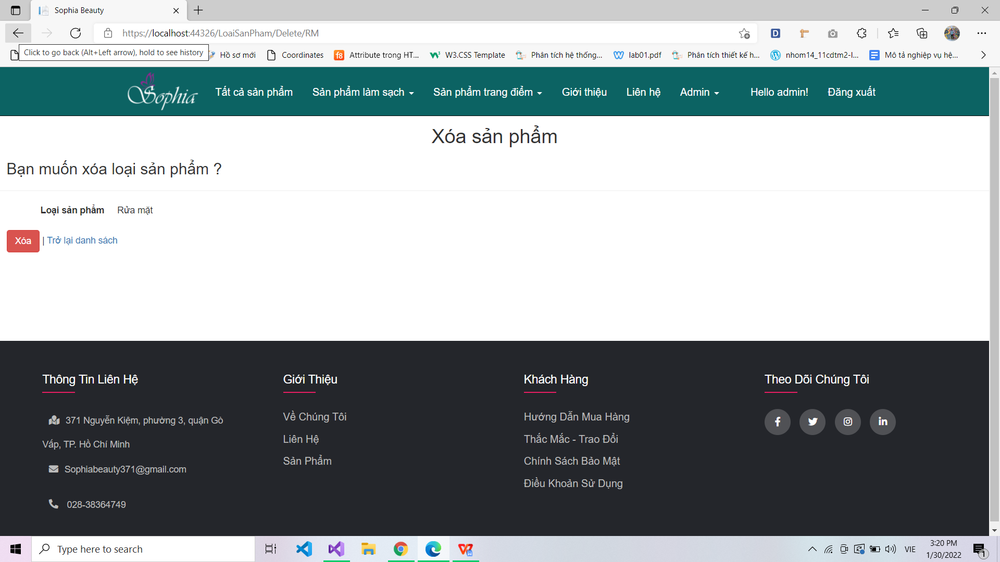 Sophia Beauty
https://localhost:44326/LoaiSanPham/Delete/RM
Click to go back (Alt+Left arrow), hold to see history
Hồ sơ mới
Coordinates
Attribute trong HT...
W3.CSS Template
Phân tích hệ thống...
lab01.pdf
Phân tích thiết kế h...
nhom14_11cdtm2-l...
Mô tả nghiệp vụ hệ...
Sophia
Tất cả sản phẩm
Sản phẩm làm sạch
Sản phẩm trang điểm
Giới thiệu
Liên hệ
Admin
Hello admin!
Đăng xuất
Xóa sản phẩm
Bạn muốn xóa loại sản phẩm ?
Loại sản phẩm Rửa mặt
Xóa | Trở lại danh sách
Thông Tin Liên Hệ
371 Nguyễn Kiệm, phường 3, quận Gò
Vấp, TP. Hồ Chí Minh
Sophiabeauty371@gmail.com
028-38364749
Giới Thiệu
Về Chúng Tôi
Liên Hệ
Sản Phẩm
Khách Hàng
Hướng Dẫn Mua Hàng
Thắc Mắc - Trao Đổi
Chính Sách Bảo Mật
Điều Khoản Sử Dụng
Theo Dõi Chúng Tôi
Type here to search
VIE
3:20 PM
1/30/2022
1